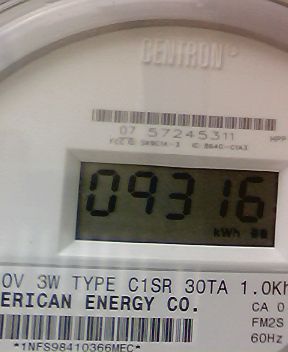 CENTRON®
07 57245311
09316
kWh
0V 3W TYPE C1SR 30TA 1.0Kh
ERICAN ENERGY CO.
CA 0
FM2S
60Hz
*1NFS98410366MEC*